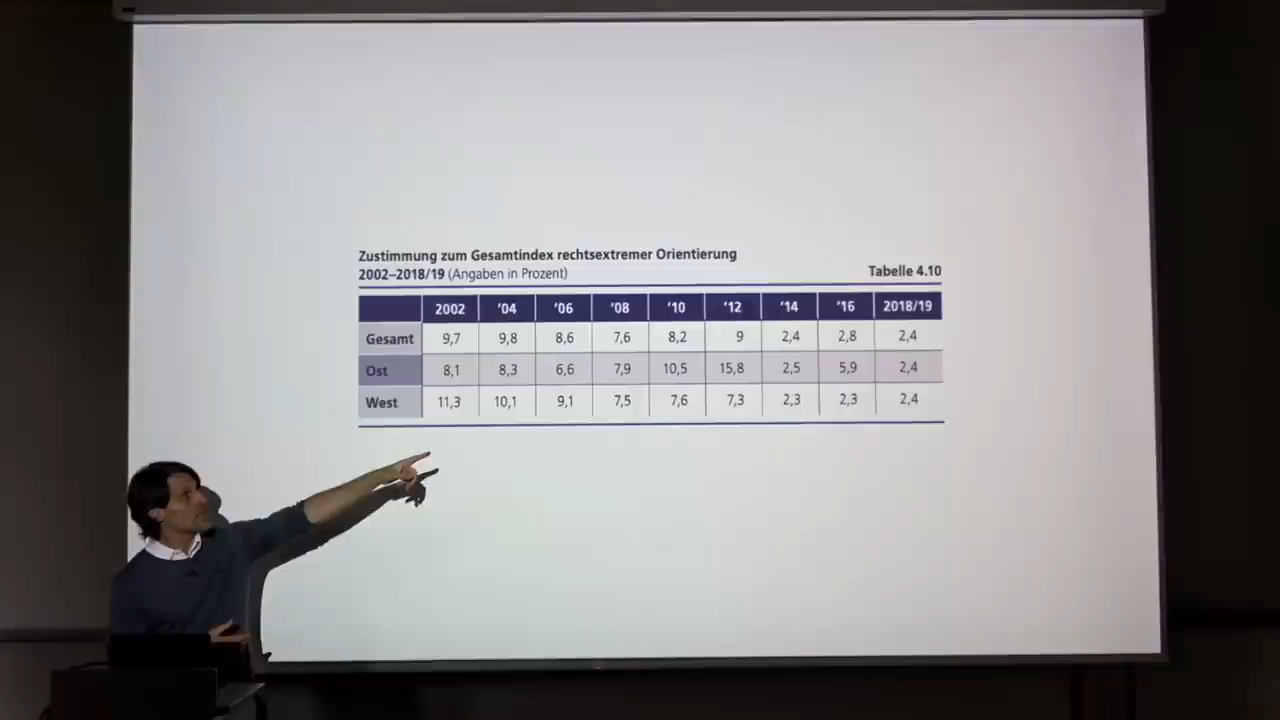 Zustimmung zum Gesamtindex rechtsextremer Orientierung
2002–2018/19 (Angaben in Prozent) Tabelle 4.10
2002 '04 '06 '08 '10 '12 '14 '16 2018/19
Gesamt 9,7 9,8 8,6 7,6 8,2 9 2,4 2,8 2,4
Ost 8,1 8,3 6,6 7,9 10,5 15,8 2,5 5,9 2,4
West 11,3 10,1 9,1 7,5 7,6 7,3 2,3 2,3 2,4